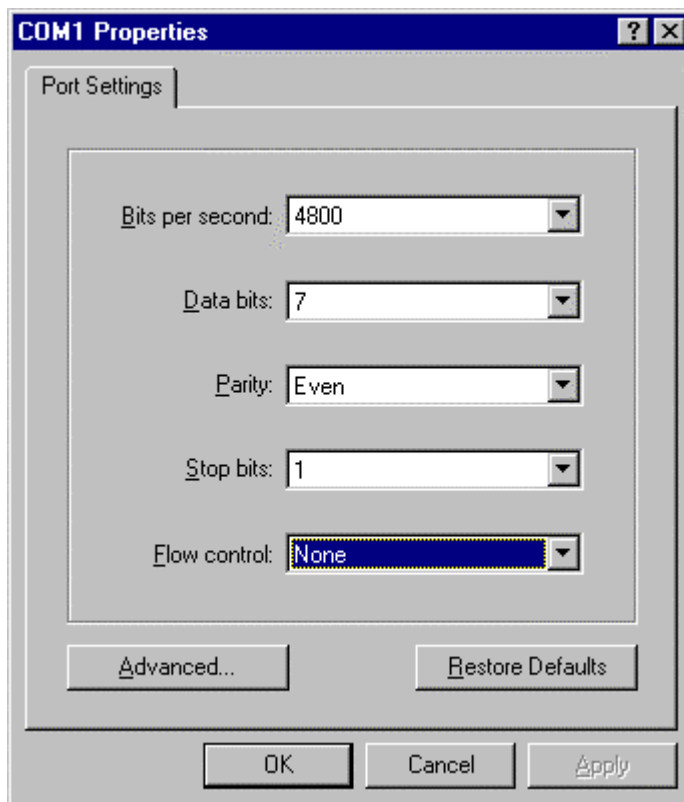 COM1 Properties
Port Settings
Bits per second: 4800
Data bits: 7
Parity: Even
Stop bits: 1
Flow control: None
Advanced... Restore Defaults
OK Cancel Apply